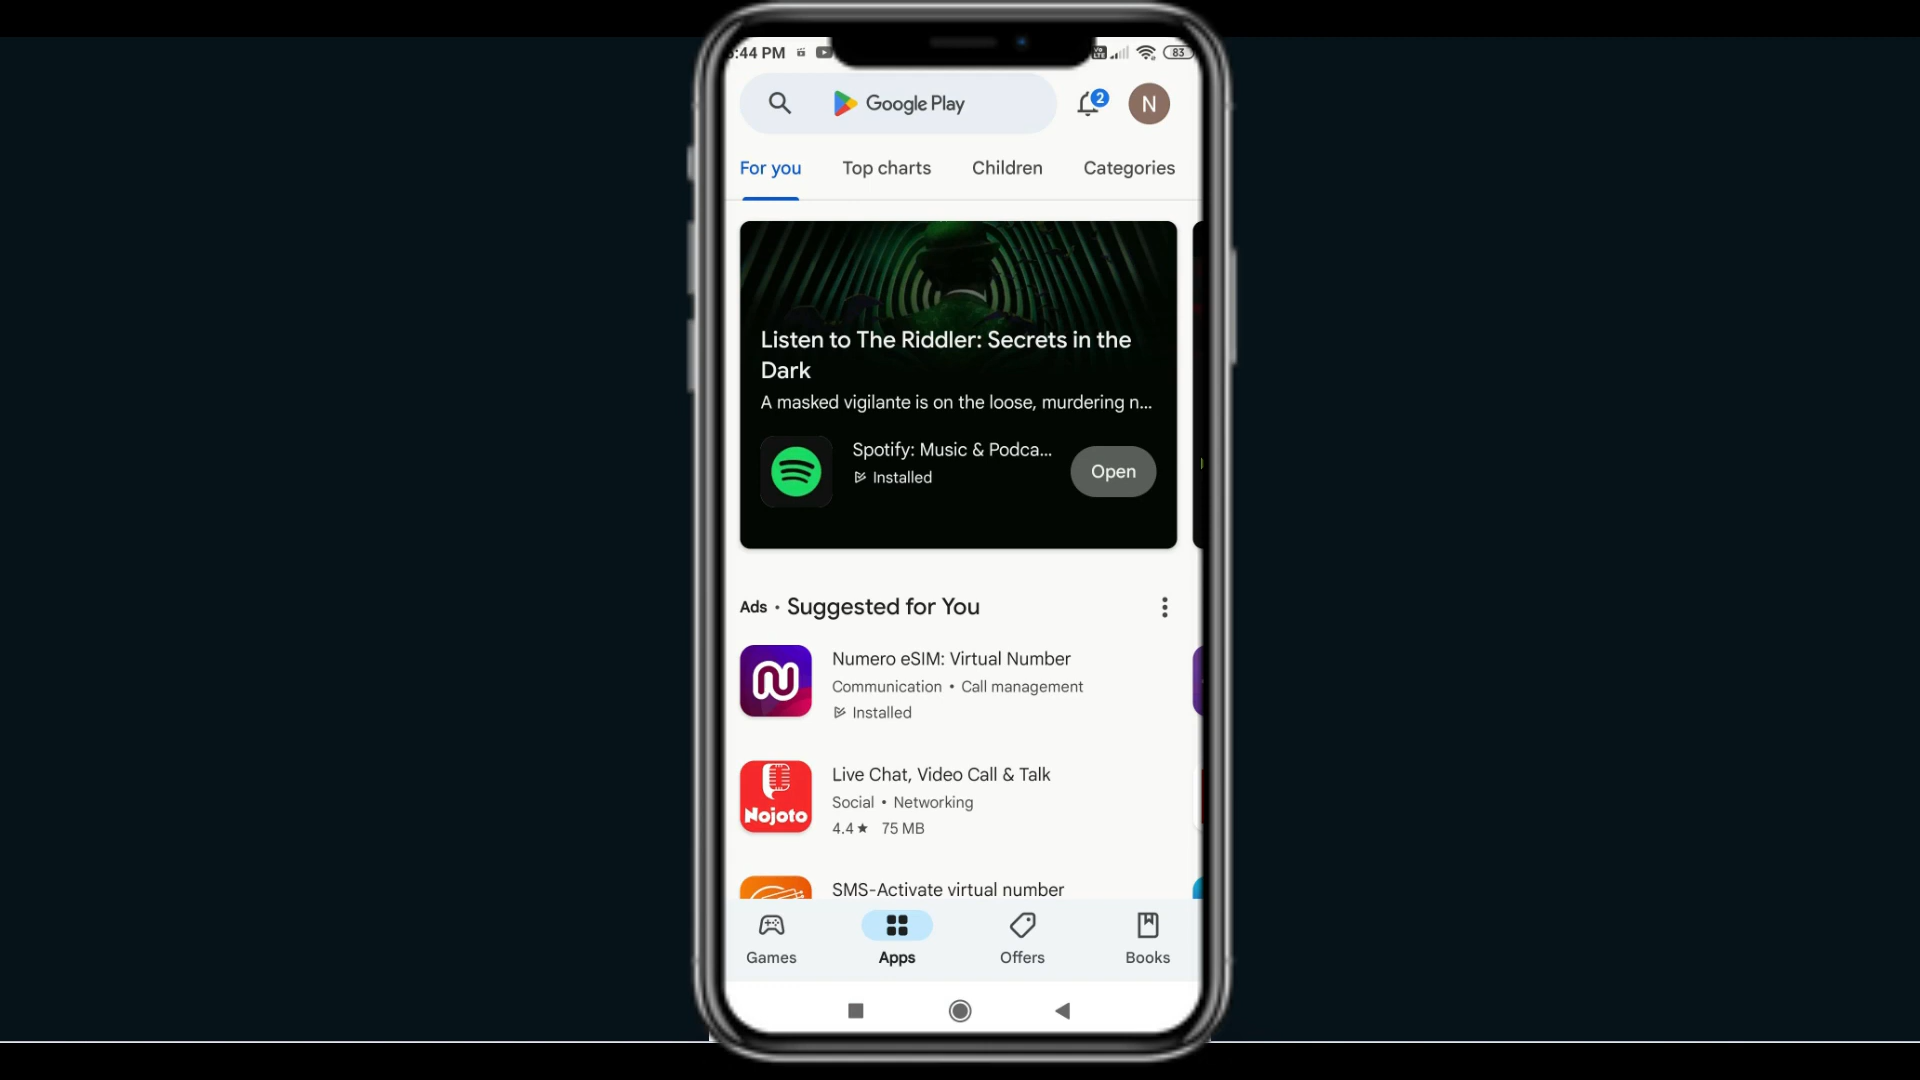 :44 PM
83
Google Play
2
N
For you
Top charts
Children
Categories
Listen to The Riddler: Secrets in the
Dark
A masked vigilante is on the loose, murdering n...
Spotify: Music & Podca...
Installed
Open
Ads • Suggested for You
Numero eSIM: Virtual Number
Communication • Call management
Installed
Nojoto
Live Chat, Video Call & Talk
Social • Networking
4.4★ 75 MB
SMS-Activate virtual number
Games
Apps
Offers
Books